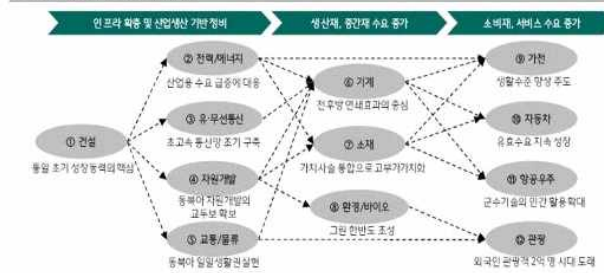 인프라 확충 및 산업생산 기반 정비
생산재, 중간재 수요 증가
소비재, 서비스 수요 증가
① 건설
통일 초기 성장동력의 핵심
② 전력/에너지
산업용 수요 급증에 대응
③ 유·무선통신
초고속 통신망 조기 구축
④ 자원개발
동북아 자원개발의
교두보 확보
⑤ 교통/물류
동북아 일일생활권 실현
⑥ 기계
전후방 연쇄효과의 중심
⑦ 소재
가치사슬 통합으로 고부가가치화
⑧ 환경/바이오
그린 한반도 조성
⑨ 가전
생활수준 향상 주도
⑩ 자동차
유효수요 지속 성장
⑪ 항공우주
군수기술의 민간 활용 확대
⑫ 관광
외국인 관광객 2억 명 시대 도래